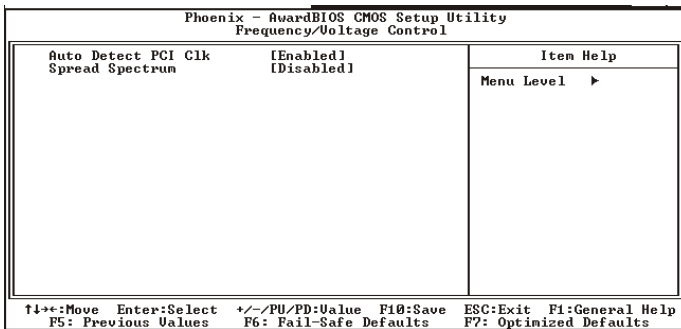 Phoenix - AwardBIOS CMOS Setup Utility
Frequency/Voltage Control
Auto Detect PCI Clk [Enabled]
Spread Spectrum [Disabled]
Item Help
Menu Level ▶
↑↓→←:Move Enter:Select +/-/PU/PD:Value F10:Save ESC:Exit F1:General Help
F5: Previous Values F6: Fail-Safe Defaults F7: Optimized Defaults